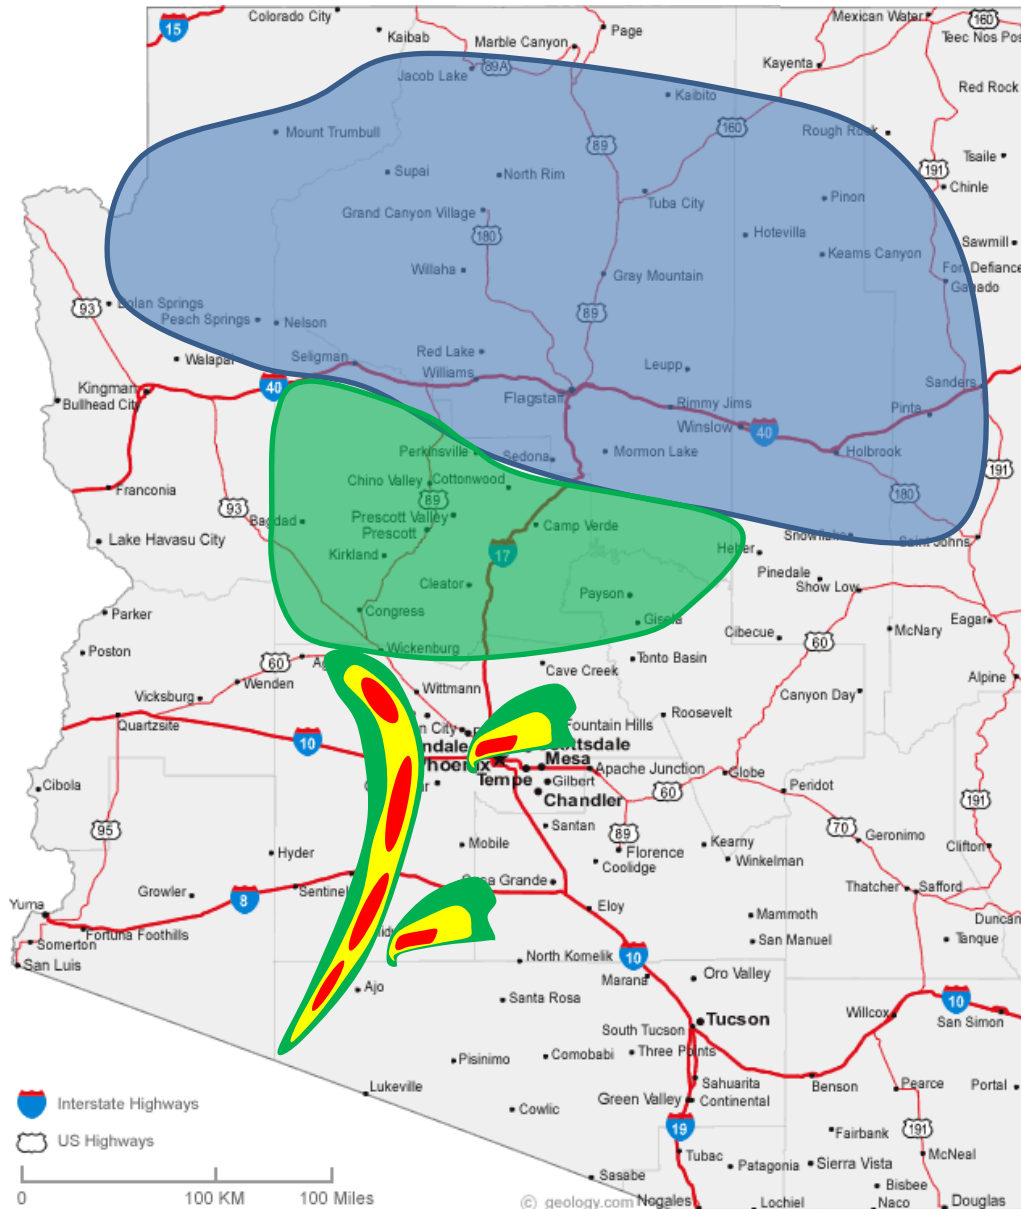 Colorado City
Mexican Water
160
15
Kaibab
Marble Canyon
Page
Teec Nos Pos
Jacob Lake
89A
Kayenta
Kaibito
Red Rock
Mount Trumbull
160
Rough Rock
89
Tsaile
Supai
North Rim
191
Chinle
Tuba City
Pinon
Grand Canyon Village
180
Hotevilla
Sawmill
Keams Canyon
Willaha
Gray Mountain
Fort Defiance
Ganado
Dolan Springs
93
Peach Springs
Nelson
89
Walapai
Seligman
Red Lake
Leupp
Williams
Kingman
40
Sanders
Bullhead City
Flagstaff
Rimmy Jims
Pinta
Winslow
40
Perkinsville
Sedona
Mormon Lake
Holbrook
191
Chino Valley
Cottonwood
Franconia
89
180
93
Bagdad
Prescott Valley
Prescott
Camp Verde
Lake Havasu City
Snowflake
Saint Johns
Kirkland
17
Heber
Pinedale
Show Low
Cleator
Payson
Parker
Congress
Gisela
Eagar
Cibecue
McNary
60
Poston
Wickenburg
60
Tonto Basin
Cave Creek
Alpine
Wenden
Wittmann
Vicksburg
Canyon Day
Quartzsite
Roosevelt
n City
Fountain Hills
10
ndale
ttsdale
Phoenix
Mesa
Apache Junction
Globe
Tempe
Gilbert
Cibola
60
Peridot
Chandler
191
95
Santan
89
70
Geronimo
Mobile
Kearny
Clifton
Hyder
Florence
Winkelman
Coolidge
Growler
8
Sentinel
Casa Grande
Thatcher
Safford
Yuma
Eloy
Mammoth
Duncan
Fortuna Foothills
Somerton
San Manuel
Tanque
San Luis
North Komelik
10
Oro Valley
Marana
Ajo
Santa Rosa
10
Willcox
San Simon
Tucson
South Tucson
Pisinimo
Comobabi
Three Points
Lukeville
Sahuarita
Benson
Pearce
Portal
Interstate Highways
Green Valley
Continental
Cowlic
US Highways
19
Fairbank
191
Tubac
Patagonia
Sierra Vista
McNeal
Sasabe
Bisbee
0
100 KM
100 Miles
© geology.com
Nogales
Lochiel
Naco
Douglas